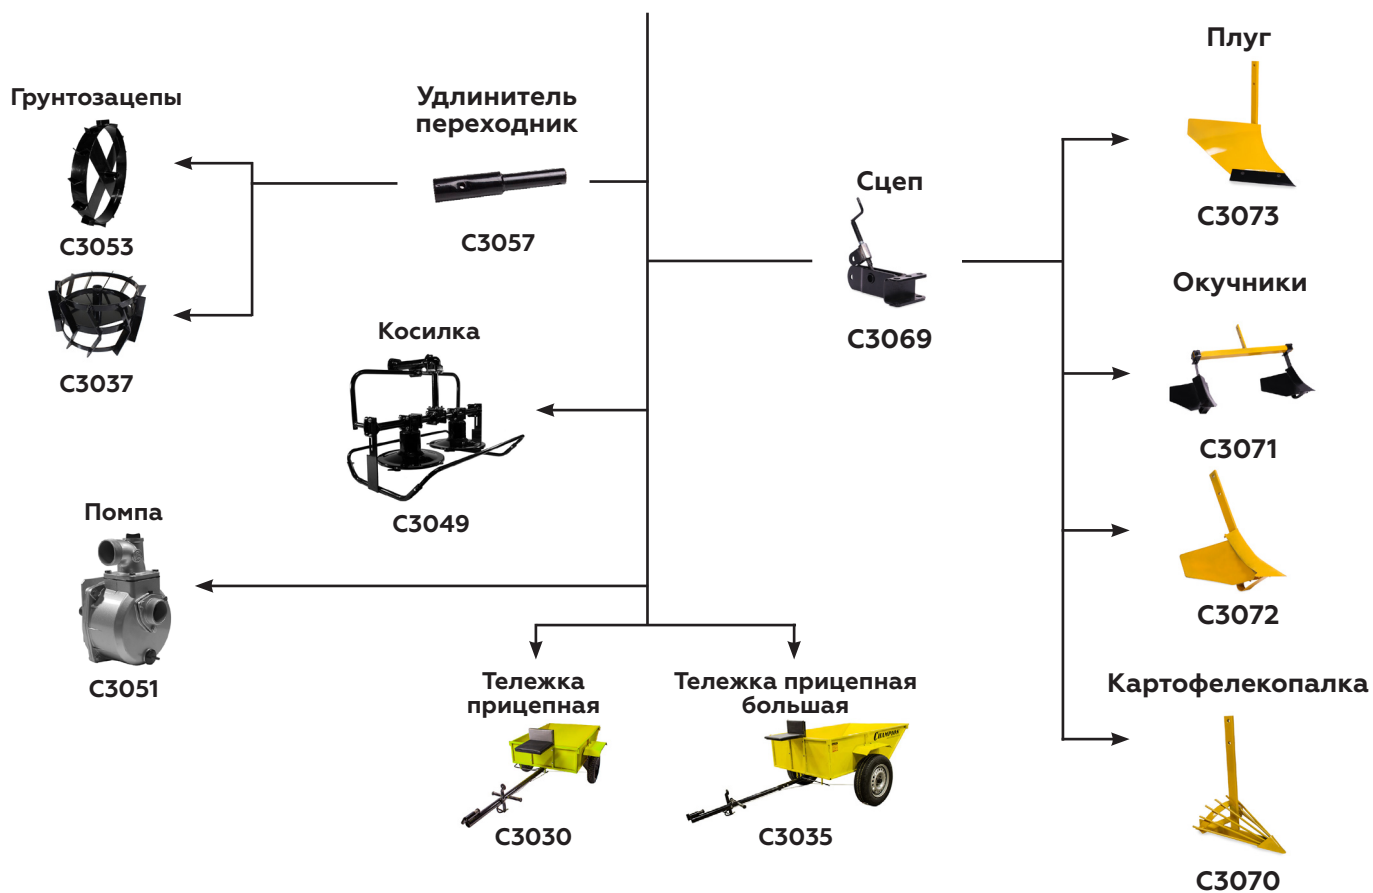 Плуг
Грунтозацепы
Удлинитель
переходник
Сцеп
C3073
C3053
C3057
Окучники
Косилка
C3069
C3037
C3071
Помпа
C3049
C3072
C3051
Тележка
прицепная
Тележка прицепная
большая
Картофелекопалка
CHAMPION
C3030
C3035
C3070